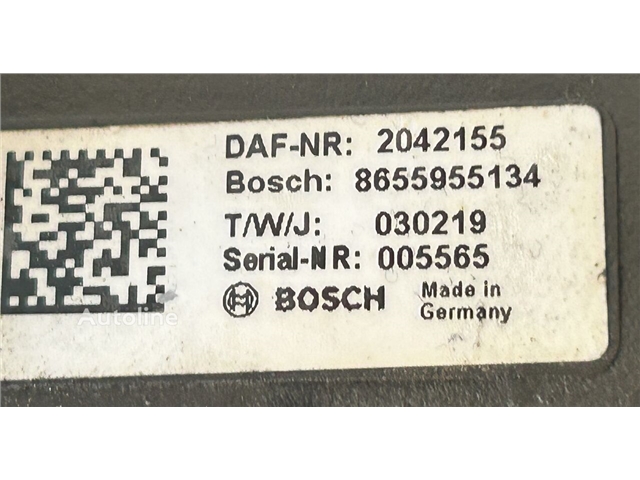 DAF-NR: 2042155
Bosch: 8655955134
T/W/J: 030219
Serial-NR: 005565
BOSCH Made in
Germany
Autoline